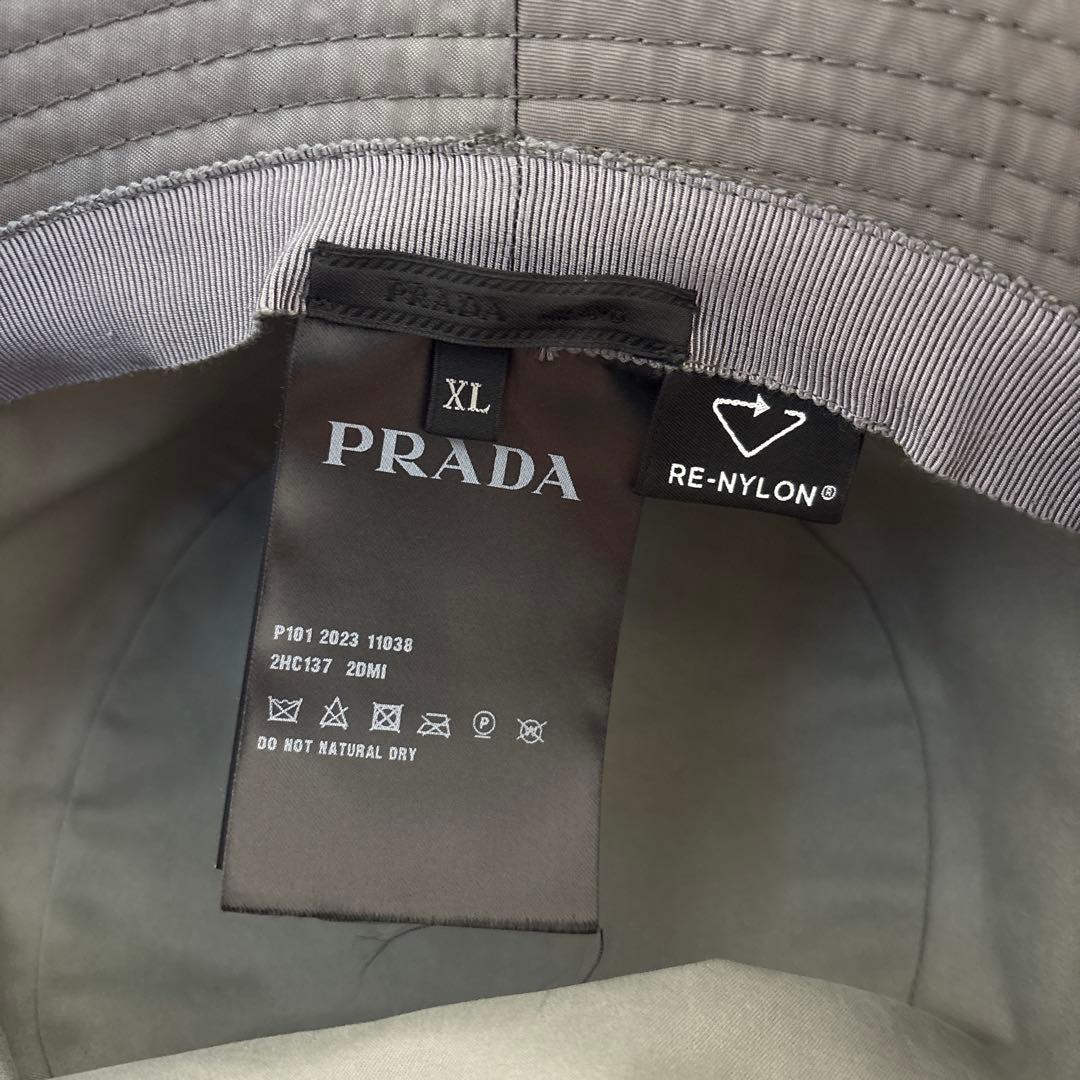 PRADA
XL
PRADA
RE-NYLON®
P101 2023 11038
2HC137 2DMI
P W
DO NOT NATURAL DRY